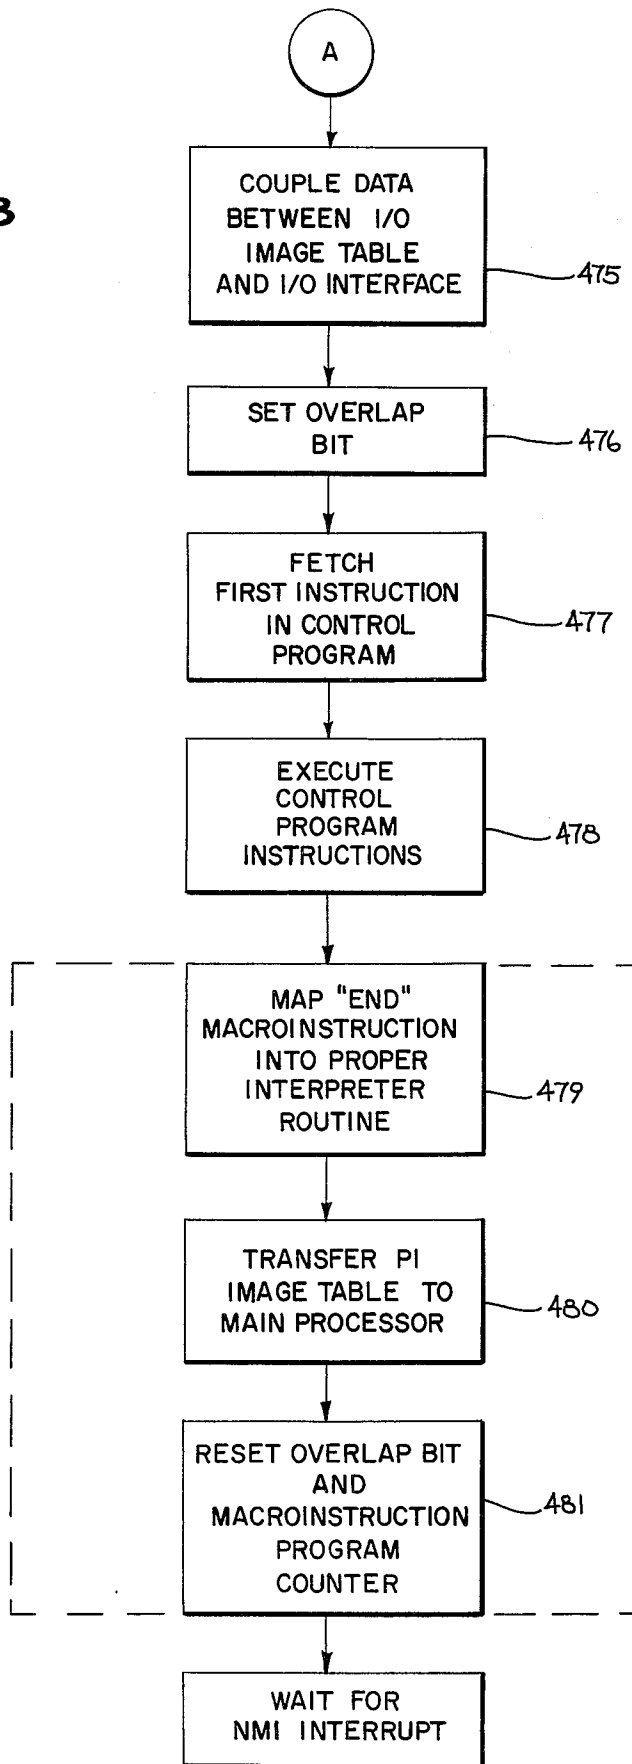 A
B
COUPLE DATA
BETWEEN I/O
IMAGE TABLE
AND I/O INTERFACE
475
SET OVERLAP
BIT
476
FETCH
FIRST INSTRUCTION
IN CONTROL
PROGRAM
477
EXECUTE
CONTROL
PROGRAM
INSTRUCTIONS
478
MAP "END"
MACROINSTRUCTION
INTO PROPER
INTERPRETER
ROUTINE
479
TRANSFER PI
IMAGE TABLE TO
MAIN PROCESSOR
480
RESET OVERLAP BIT
AND
MACROINSTRUCTION
PROGRAM
COUNTER
481
WAIT FOR
NMI INTERRUPT